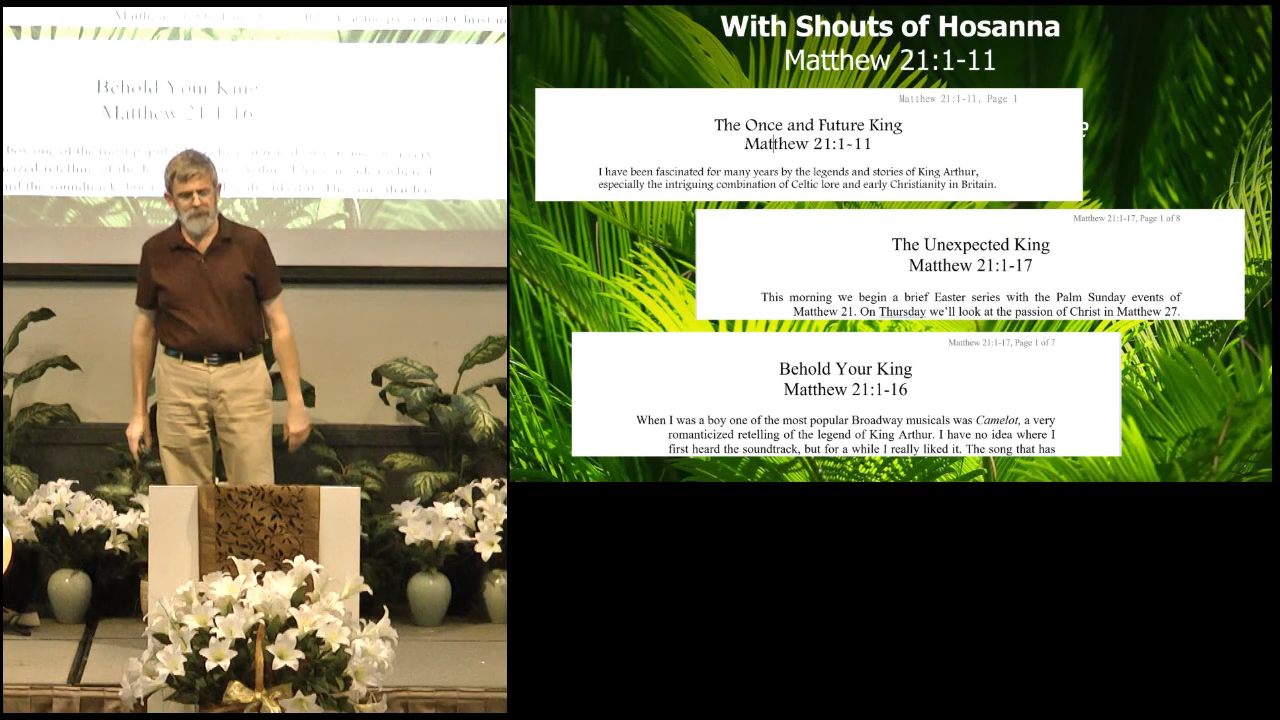 Behold Your King
Matthew 21:1-16
With Shouts of Hosanna
Matthew 21:1-11
Matthew 21:1-11, Page 1
The Once and Future King
Matthew 21:1-11
I have been fascinated for many years by the legends and stories of King Arthur,
especially the intriguing combination of Celtic lore and early Christianity in Britain.
Matthew 21:1-17, Page 1 of 8
The Unexpected King
Matthew 21:1-17
This morning we begin a brief Easter series with the Palm Sunday events of
Matthew 21. On Thursday we'll look at the passion of Christ in Matthew 27.
Matthew 21:1-17, Page 1 of 7
Behold Your King
Matthew 21:1-16
When I was a boy one of the most popular Broadway musicals was Camelot, a very
romanticized retelling of the legend of King Arthur. I have no idea where I
first heard the soundtrack, but for a while I really liked it. The song that has